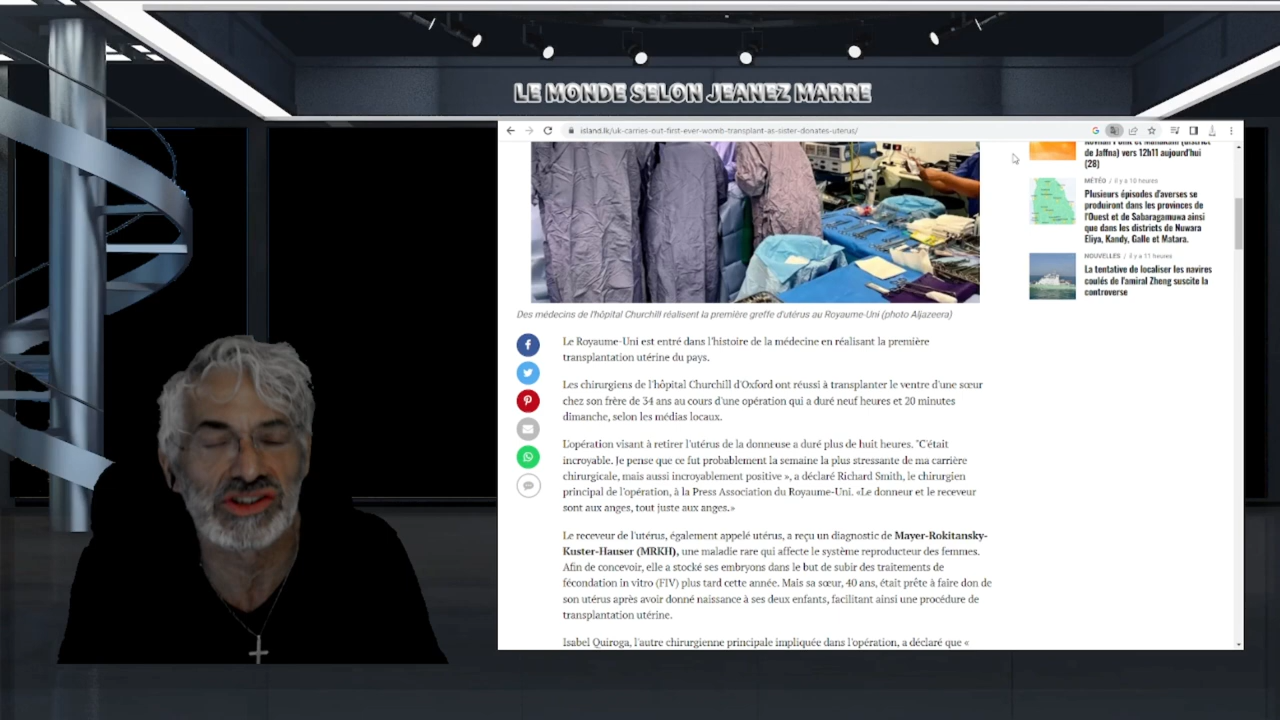 LE MONDE SELON JEANEZ MARRE
island.lk/uk-carries-out-first-ever-womb-transplant-as-sister-donates-uterus/
de Jaffna) vers 12h11 aujourd'hui
(28)
MÉTÉO / il y a 10 heures
Plusieurs épisodes d'averses se
produiront dans les provinces de
l'Ouest et de Sabaragamuwa ainsi
que dans les districts de Nuwara
Eliya, Kandy, Galle et Matara.
NOUVELLES / il y a 11 heures
La tentative de localiser les navires
coulés de l'amiral Zheng suscite la
controverse
Des médecins de l'hôpital Churchill réalisent la première greffe d'utérus au Royaume-Uni (photo Aljazeera)
Le Royaume-Uni est entré dans l'histoire de la médecine en réalisant la première
transplantation utérine du pays.
Les chirurgiens de l'hôpital Churchill d'Oxford ont réussi à transplanter le ventre d'une sœur
chez son frère de 34 ans au cours d'une opération qui a duré neuf heures et 20 minutes
dimanche, selon les médias locaux.
L'opération visant à retirer l'utérus de la donneuse a duré plus de huit heures. "C'était
incroyable. Je pense que ce fut probablement la semaine la plus stressante de ma carrière
chirurgicale, mais aussi incroyablement positive », a déclaré Richard Smith, le chirurgien
principal de l'opération, à la Press Association du Royaume-Uni. «Le donneur et le receveur
sont aux anges, tout juste aux anges.»
Le receveur de l'utérus, également appelé utérus, a reçu un diagnostic de Mayer-Rokitansky-
Kuster-Hauser (MRKH), une maladie rare qui affecte le système reproducteur des femmes.
Afin de concevoir, elle a stocké ses embryons dans le but de subir des traitements de
fécondation in vitro (FIV) plus tard cette année. Mais sa sœur, 40 ans, était prête à faire don de
son utérus après avoir donné naissance à ses deux enfants, facilitant ainsi une procédure de
transplantation utérine.
Isabel Quiroga, l'autre chirurgienne principale impliquée dans l'opération, a déclaré que «